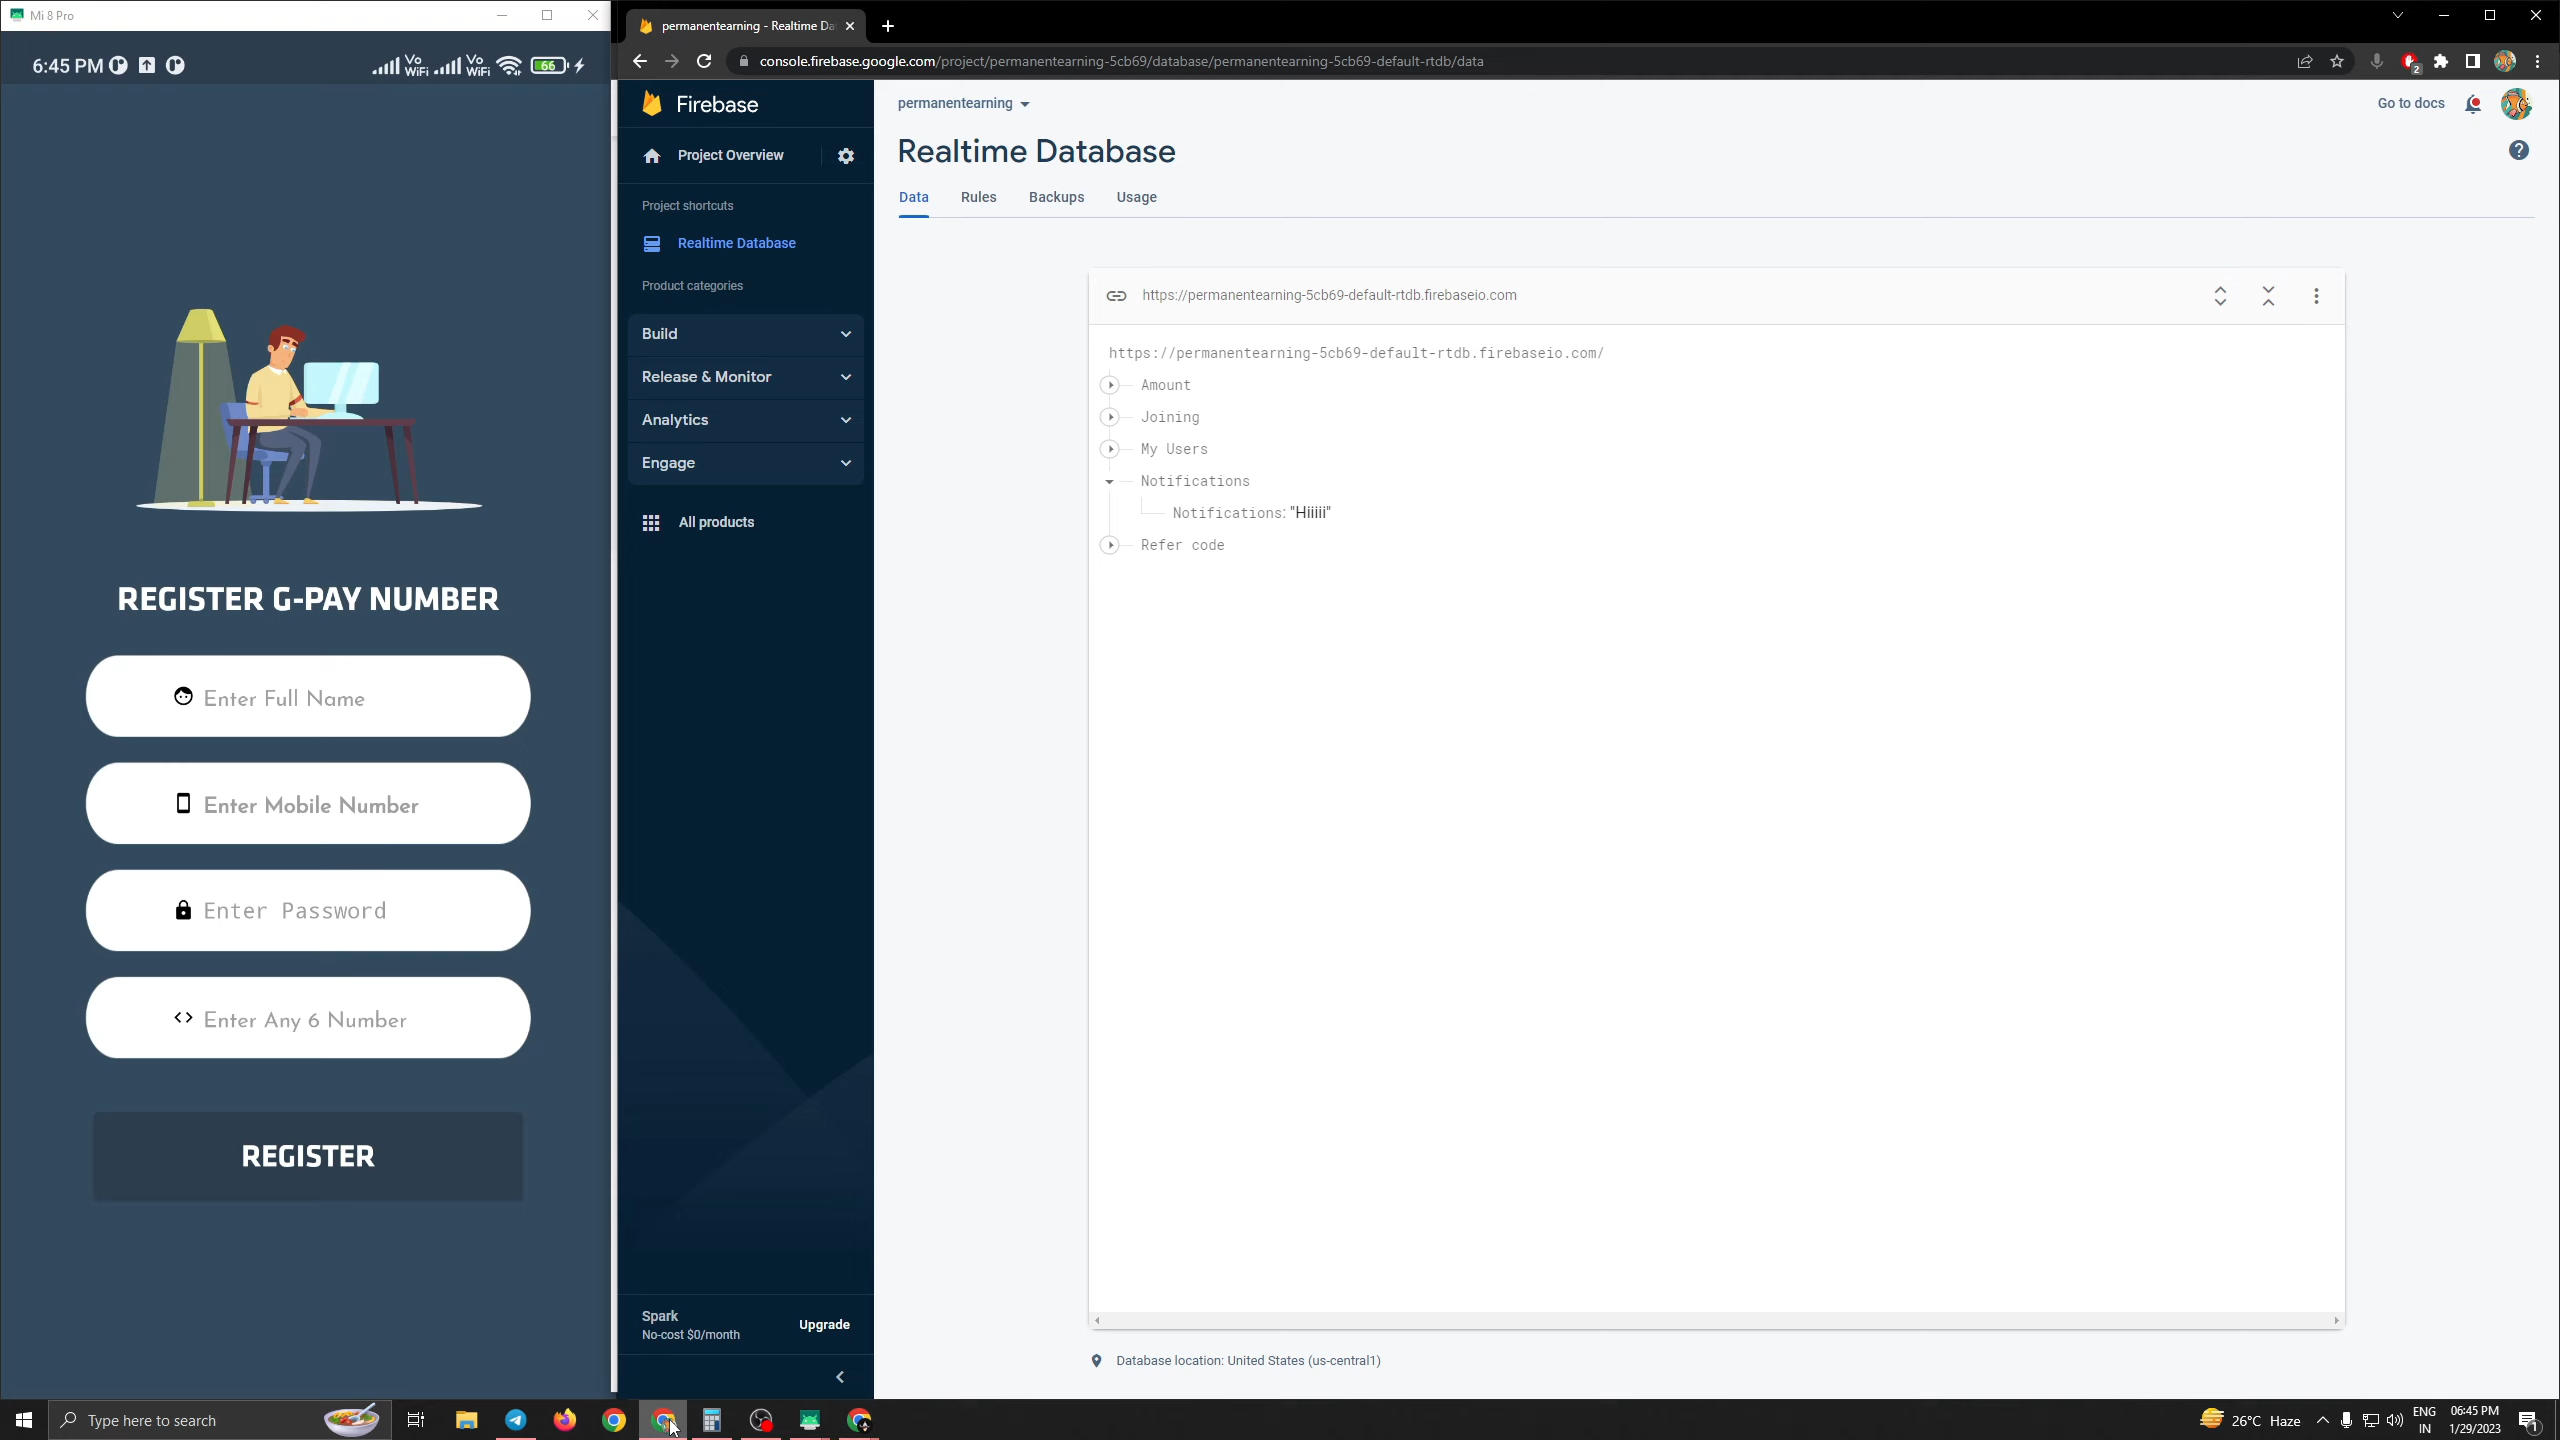 Mi 8 Pro
6:45 PM
Vo
WiFi
Vo
WiFi
66
REGISTER G-PAY NUMBER
Enter Full Name
Enter Mobile Number
Enter Password
Enter Any 6 Number
REGISTER
permanentearning - Realtime Da
console.firebase.google.com/project/permanentearning-5cb69/database/permanentearning-5cb69-default-rtdb/data
2
Firebase
Project Overview
Project shortcuts
Realtime Database
Product categories
Build
Release & Monitor
Analytics
Engage
All products
Spark
No-cost $0/month
Upgrade
permanentearning
Go to docs
Realtime Database
Data
Rules
Backups
Usage
https://permanentearning-5cb69-default-rtdb.firebaseio.com
https://permanentearning-5cb69-default-rtdb.firebaseio.com/
Amount
Joining
My Users
Notifications
Notifications: "Hiiiii"
Refer code
Database location: United States (us-central1)
Type here to search
26°C Haze
ENG
IN
06:45 PM
1/29/2023
1